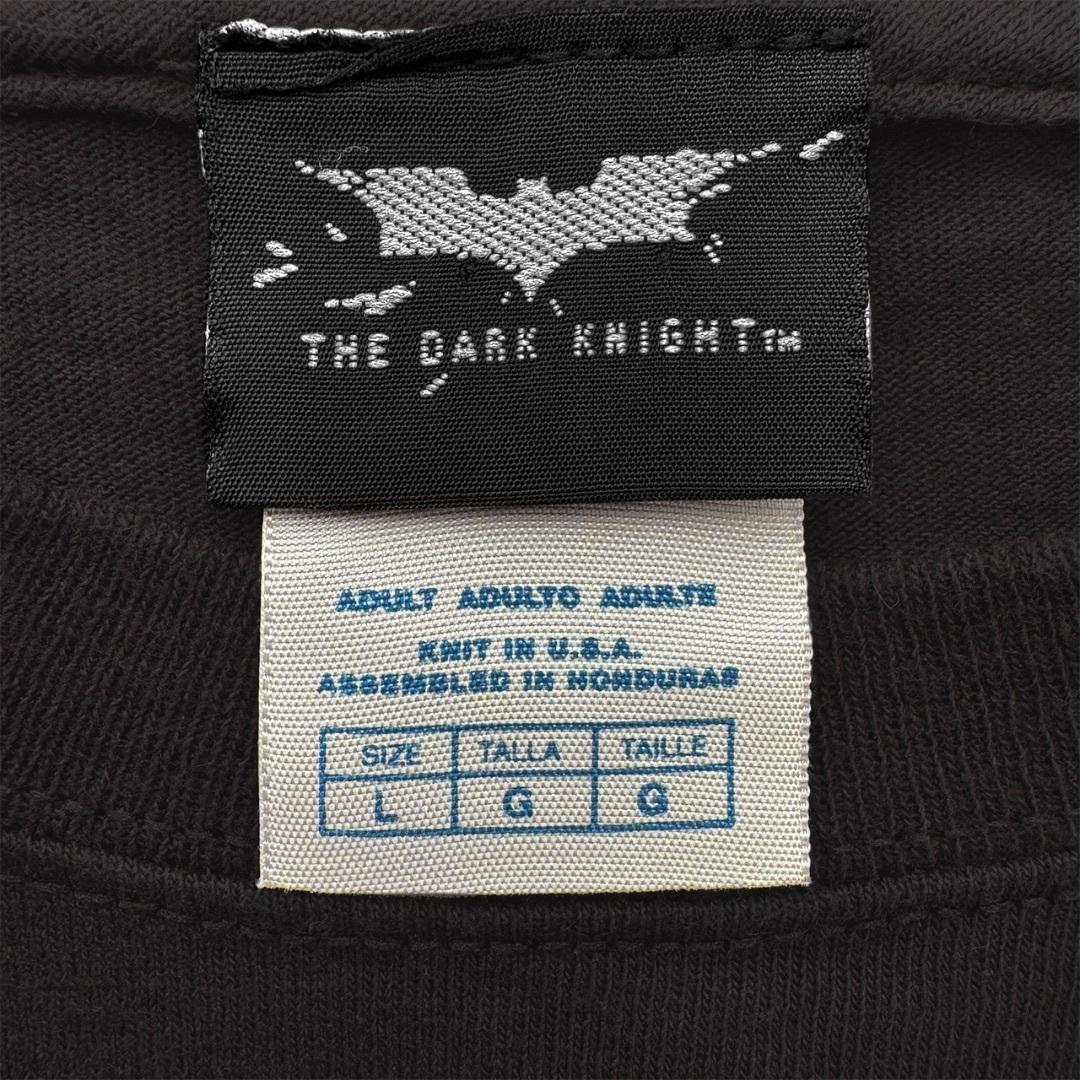 THE DARK KNIGHT™
ADULT ADULTO ADULTE
KNIT IN U.S.A.
ASSEMBLED IN HONDURAS
SIZE TALLA TAILLE
L G G